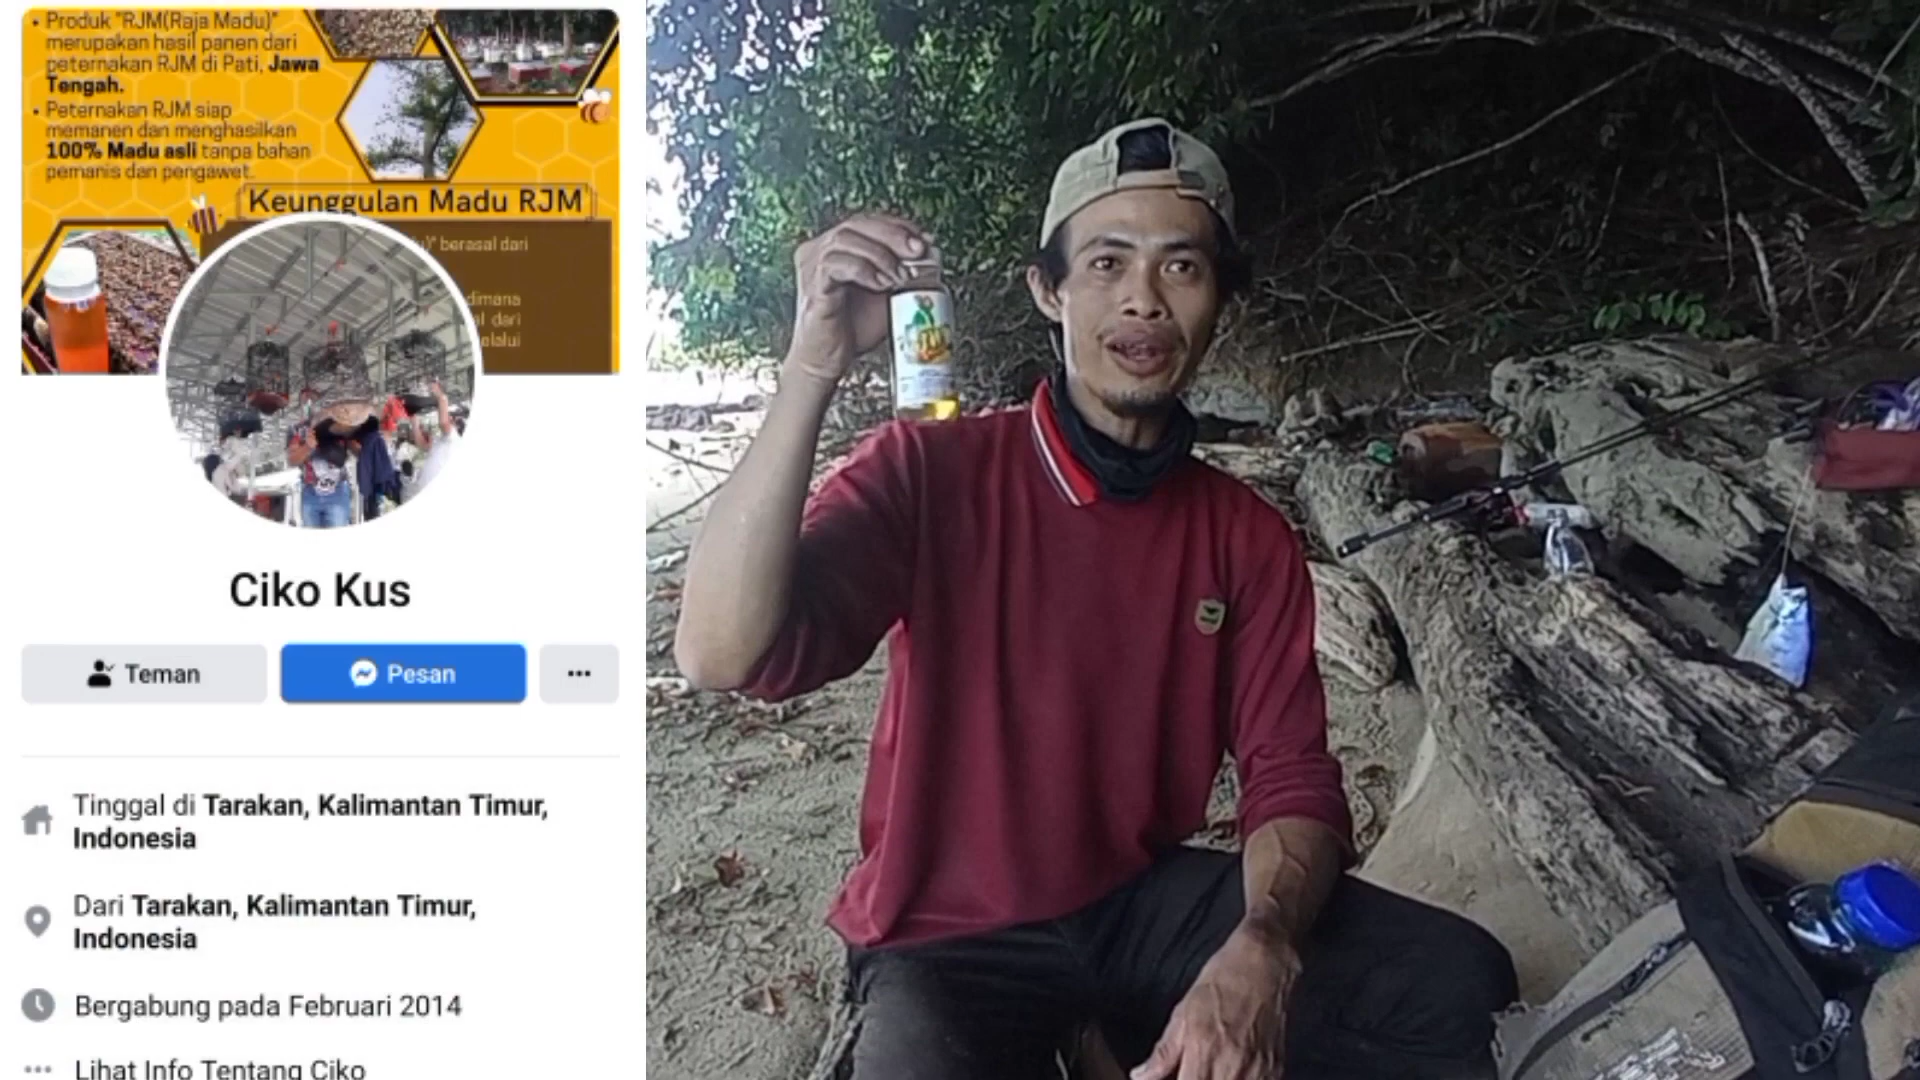 • Produk "RJM(Raja Madu)"
merupakan hasil panen dari
peternakan RJM di Pati, Jawa
Tengah.
• Peternakan RJM siap
memanen dan menghasilkan
100% Madu asli tanpa bahan
pemanis dan pengawet.
Keunggulan Madu RJM
berasal dari
dimana
dari
elalui
Ciko Kus
Teman
Pesan
Tinggal di Tarakan, Kalimantan Timur,
Indonesia
Dari Tarakan, Kalimantan Timur,
Indonesia
Bergabung pada Februari 2014
Lihat Info Tentang Ciko